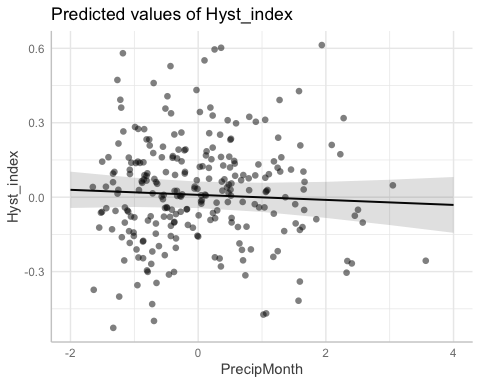 Predicted values of Hyst_index
0.6
0.3
0.0
-0.3
Hyst_index
-2
0
2
4
PrecipMonth